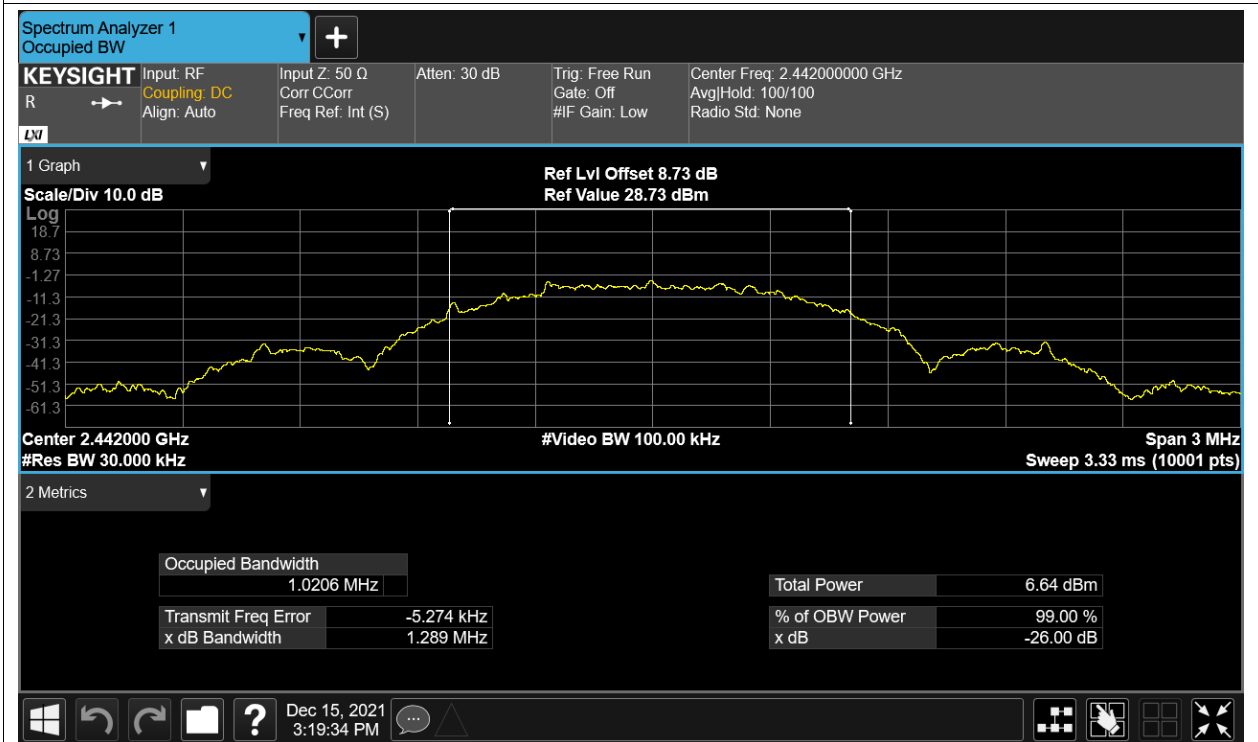 Spectrum Analyzer 1
Occupied BW
KEYSIGHT Input: RF Input Z: 50 Ω Atten: 30 dB Trig: Free Run Center Freq: 2.442000000 GHz
R Coupling: DC Corr CCorr Gate: Off Avg|Hold: 100/100
Align: Auto Freq Ref: Int (S) #IF Gain: Low Radio Std: None
LXI
1 Graph
Ref Lvl Offset 8.73 dB
Scale/Div 10.0 dB Ref Value 28.73 dBm
Log
18.7
8.73
-1.27
-11.3
-21.3
-31.3
-41.3
-51.3
-61.3
Center 2.442000 GHz #Video BW 100.00 kHz Span 3 MHz
#Res BW 30.000 kHz Sweep 3.33 ms (10001 pts)
2 Metrics
Occupied Bandwidth
1.0206 MHz Total Power 6.64 dBm
Transmit Freq Error -5.274 kHz % of OBW Power 99.00 %
x dB Bandwidth 1.289 MHz x dB -26.00 dB
? Dec 15, 2021
3:19:34 PM